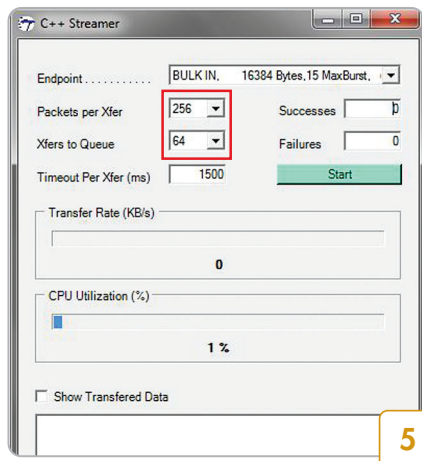 C++ Streamer
Endpoint . . . . . . . . . . . BULK IN, 16384 Bytes,15 MaxBurst,
Packets per Xfer 256 Successes 0
Xfers to Queue 64 Failures 0
Timeout Per Xfer (ms) 1500 Start
Transfer Rate (KB/s)
0
CPU Utilization (%)
1 %
Show Transfered Data
5